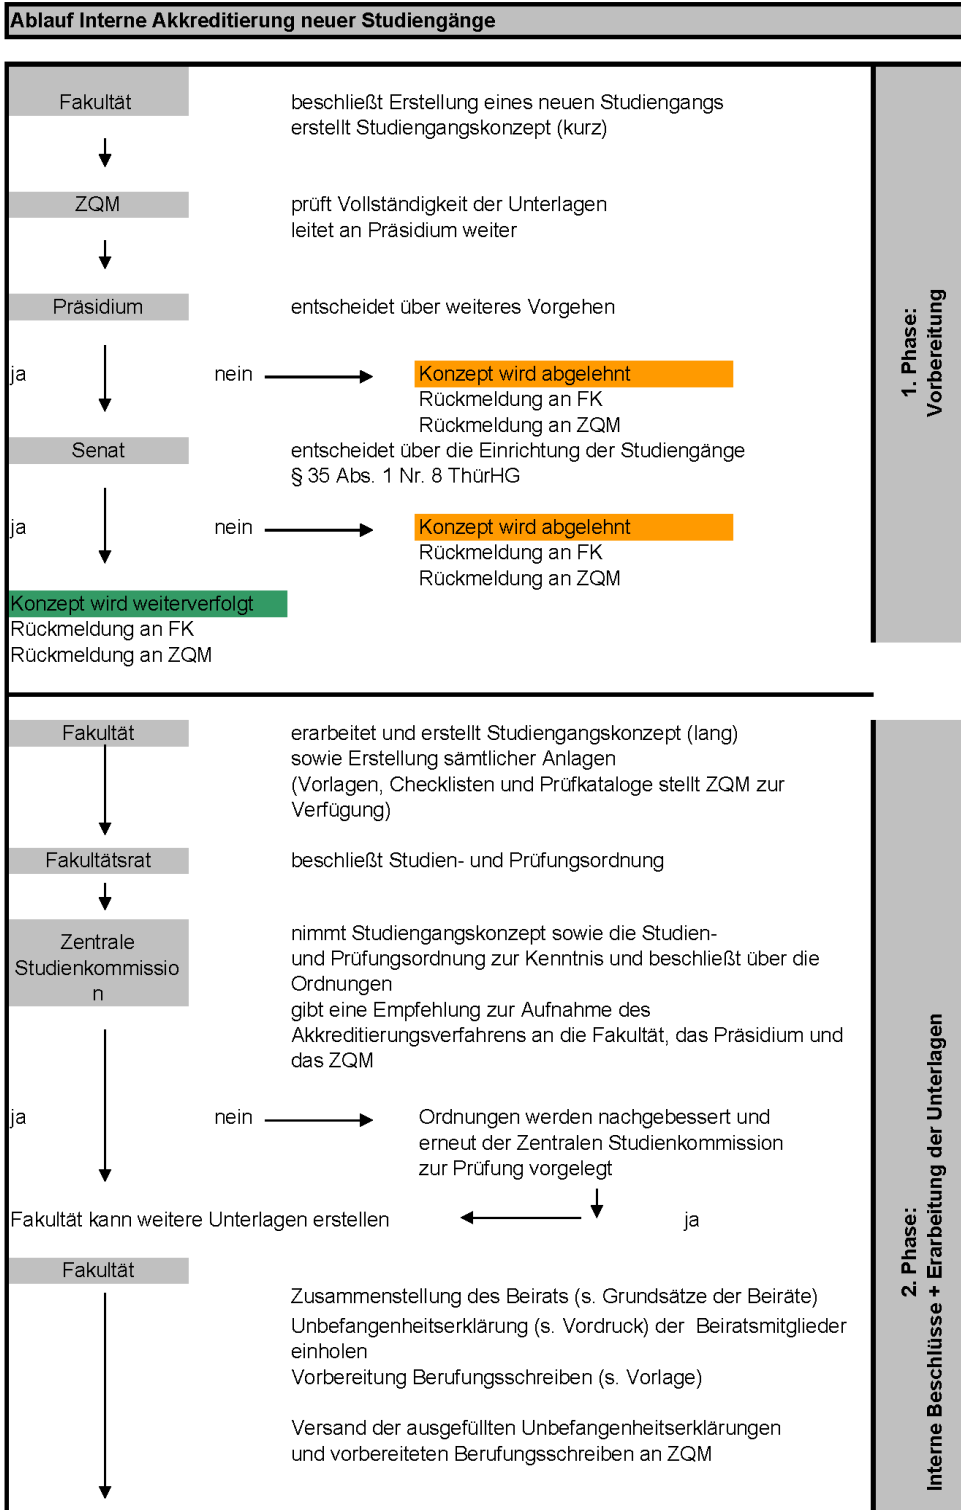 Ablauf Interne Akkreditierung neuer Studiengänge
Fakultät
beschließt Erstellung eines neuen Studiengangs
erstellt Studiengangskonzept (kurz)
ZQM
prüft Vollständigkeit der Unterlagen
leitet an Präsidium weiter
Präsidium
entscheidet über weiteres Vorgehen
ja
nein
Konzept wird abgelehnt
Rückmeldung an FK
Rückmeldung an ZQM
Senat
entscheidet über die Einrichtung der Studiengänge
§ 35 Abs. 1 Nr. 8 ThürHG
ja
nein
Konzept wird abgelehnt
Rückmeldung an FK
Rückmeldung an ZQM
Konzept wird weiterverfolgt
Rückmeldung an FK
Rückmeldung an ZQM
1. Phase:
Vorbereitung
Fakultät
erarbeitet und erstellt Studiengangskonzept (lang)
sowie Erstellung sämtlicher Anlagen
(Vorlagen, Checklisten und Prüfkataloge stellt ZQM zur
Verfügung)
Fakultätsrat
beschließt Studien- und Prüfungsordnung
Zentrale
Studienkommissio
n
nimmt Studiengangskonzept sowie die Studien-
und Prüfungsordnung zur Kenntnis und beschließt über die
Ordnungen
gibt eine Empfehlung zur Aufnahme des
Akkreditierungsverfahrens an die Fakultät, das Präsidium und
das ZQM
ja
nein
Ordnungen werden nachgebessert und
erneut der Zentralen Studienkommission
zur Prüfung vorgelegt
Fakultät kann weitere Unterlagen erstellen
ja
Fakultät
Zusammenstellung des Beirats (s. Grundsätze der Beiräte)
Unbefangenheitserklärung (s. Vordruck) der  Beiratsmitglieder
einholen
Vorbereitung Berufungsschreiben (s. Vorlage)
Versand der ausgefüllten Unbefangenheitserklärungen
und vorbereiteten Berufungsschreiben an ZQM
2. Phase:
Interne Beschlüsse + Erarbeitung der Unterlagen